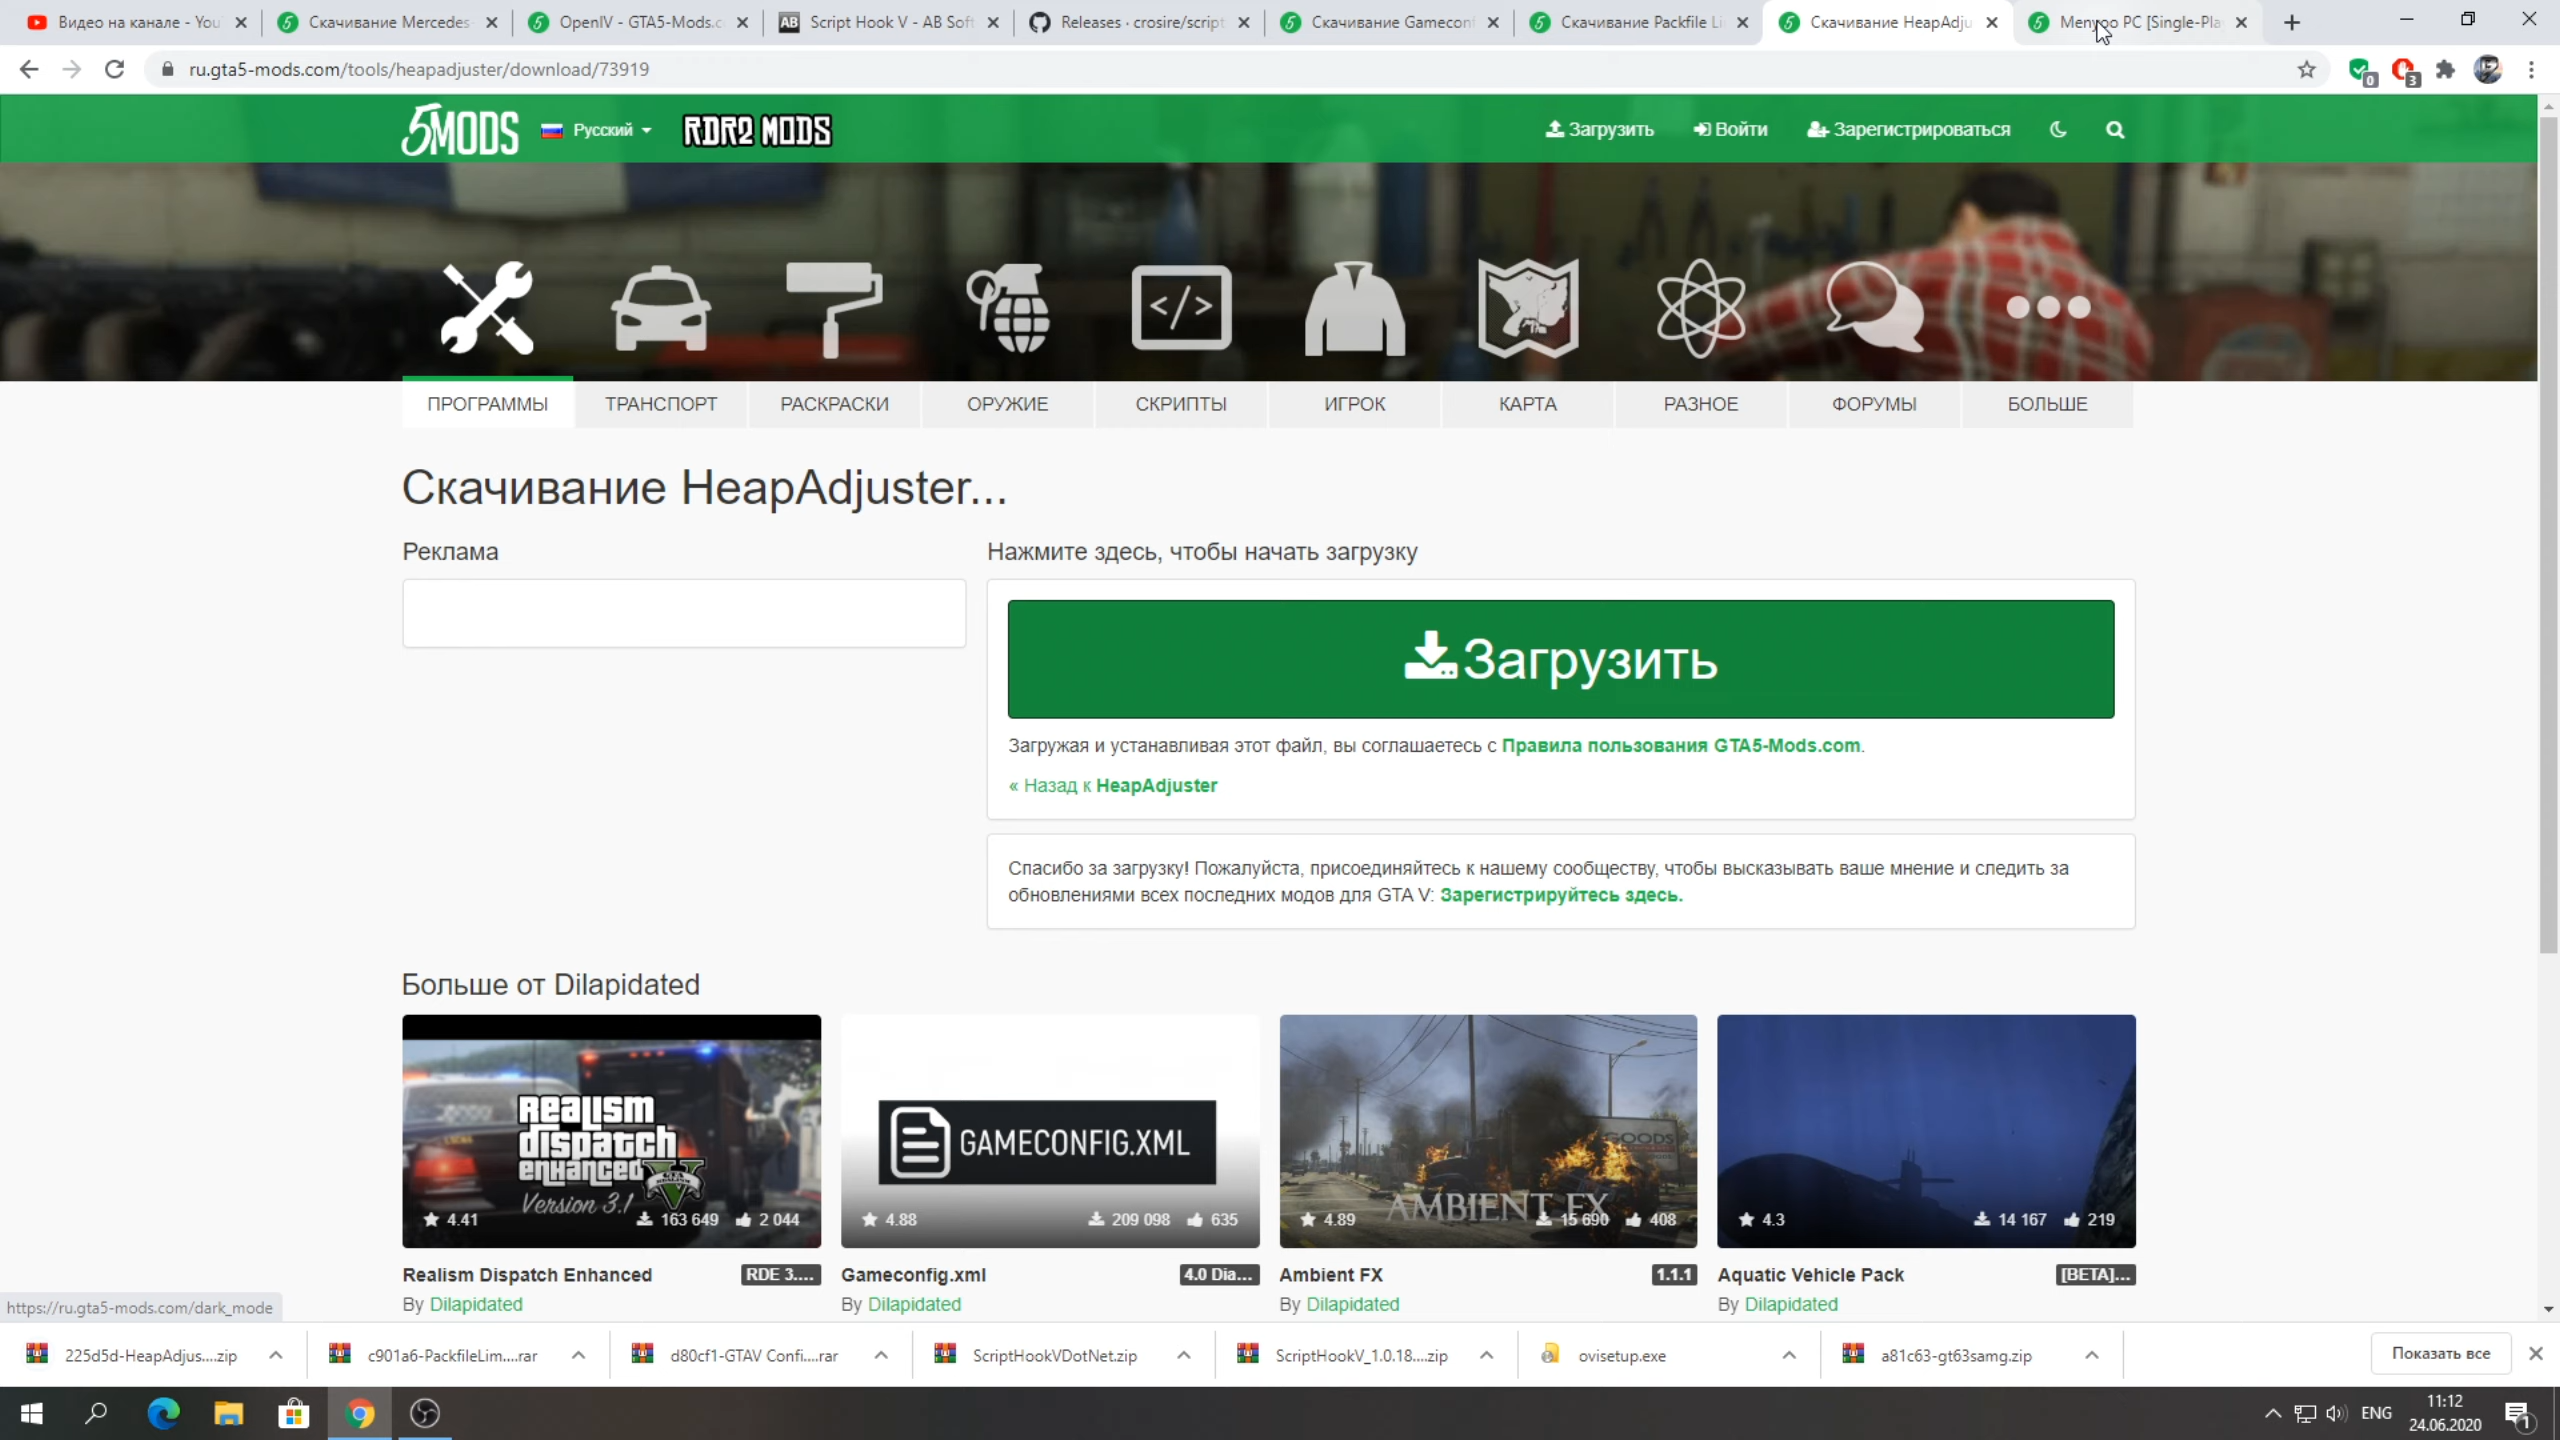 Видео на канале - You
Скачивание Mercedes-
OpenIV - GTA5-Mods.c
Script Hook V - AB Soft
Releases · crosire/script
Скачивание Gameconf
Скачивание Packfile Li
Скачивание HeapAdju
Menyoo PC [Single-Pla
ru.gta5-mods.com/tools/heapadjuster/download/73919
0
3
5MODS
Русский
RDR2 MODS
Загрузить
Войти
Зарегистрироваться
ПРОГРАММЫ
ТРАНСПОРТ
РАСКРАСКИ
ОРУЖИЕ
СКРИПТЫ
ИГРОК
КАРТА
РАЗНОЕ
ФОРУМЫ
БОЛЬШЕ
Скачивание HeapAdjuster...
Реклама
Нажмите здесь, чтобы начать загрузку
Загрузить
Загружая и устанавливая этот файл, вы соглашаетесь с Правила пользования GTA5-Mods.com.
« Назад к HeapAdjuster
Спасибо за загрузку! Пожалуйста, присоединяйтесь к нашему сообществу, чтобы высказывать ваше мнение и следить за
обновлениями всех последних модов для GTA V: Зарегистрируйтесь здесь.
Больше от Dilapidated
Realism
dispatch
enhanced V
Version 3.1
4.41 163 649 2 044
GAMECONFIG.XML
4.88 209 098 635
GOODS
AMBIENT FX
4.89 15 690 408
4.3 14 167 219
Realism Dispatch Enhanced RDE 3....
By Dilapidated
Gameconfig.xml 4.0 Dia...
By Dilapidated
Ambient FX 1.1.1
By Dilapidated
Aquatic Vehicle Pack [BETA]...
By Dilapidated
https://ru.gta5-mods.com/dark_mode
225d5d-HeapAdjus....zip
c901a6-PackfileLim....rar
d80cf1-GTAV Confi....rar
ScriptHookVDotNet.zip
ScriptHookV_1.0.18....zip
ovisetup.exe
a81c63-gt63samg.zip
Показать все
ENG
11:12
24.06.2020
1